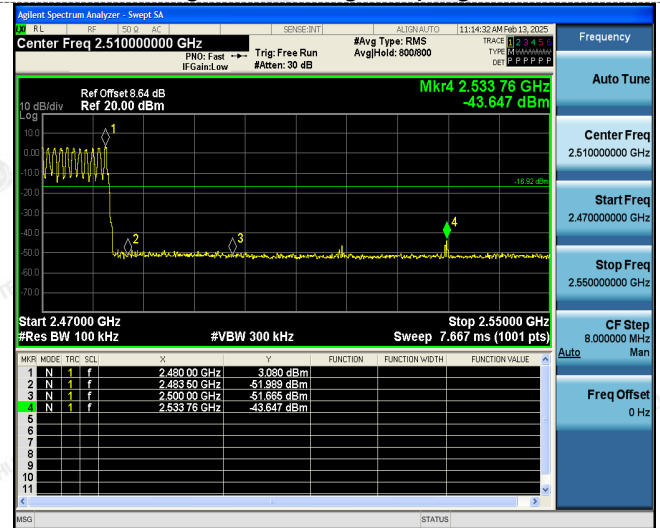 Agilent Spectrum Analyzer - Swept SA
LXI RL RF 50 Ω AC SENSE:INT ALIGN AUTO 11:14:32 AM Feb 13, 2025
Center Freq 2.510000000 GHz
PNO: Fast
IFGain:Low
Trig: Free Run
#Atten: 30 dB
#Avg Type: RMS
Avg|Hold: 800/800
TRACE 1 2 3 4 5 6
TYPE M
DET P P P P P P
Frequency
Mkr4 2.533 76 GHz
-43.647 dBm
Ref Offset 8.64 dB
10 dB/div Ref 20.00 dBm
Log
10.0
0.00
-10.0
-20.0
-30.0
-40.0
-50.0
-60.0
-70.0
1
2
3
4
-16.92 dBm
Start 2.47000 GHz Stop 2.55000 GHz
#Res BW 100 kHz #VBW 300 kHz Sweep 7.667 ms (1001 pts)
MKR MODE TRC SCL X Y FUNCTION FUNCTION WIDTH FUNCTION VALUE
1 N 1 f 2.480 00 GHz 3.080 dBm
2 N 1 f 2.483 50 GHz -51.989 dBm
3 N 1 f 2.500 00 GHz -51.665 dBm
4 N 1 f 2.533 76 GHz -43.647 dBm
5
6
7
8
9
10
11
MSG STATUS
Auto Tune
Center Freq
2.510000000 GHz
Start Freq
2.470000000 GHz
Stop Freq
2.550000000 GHz
CF Step
8.000000 MHz
Auto Man
Freq Offset
0 Hz